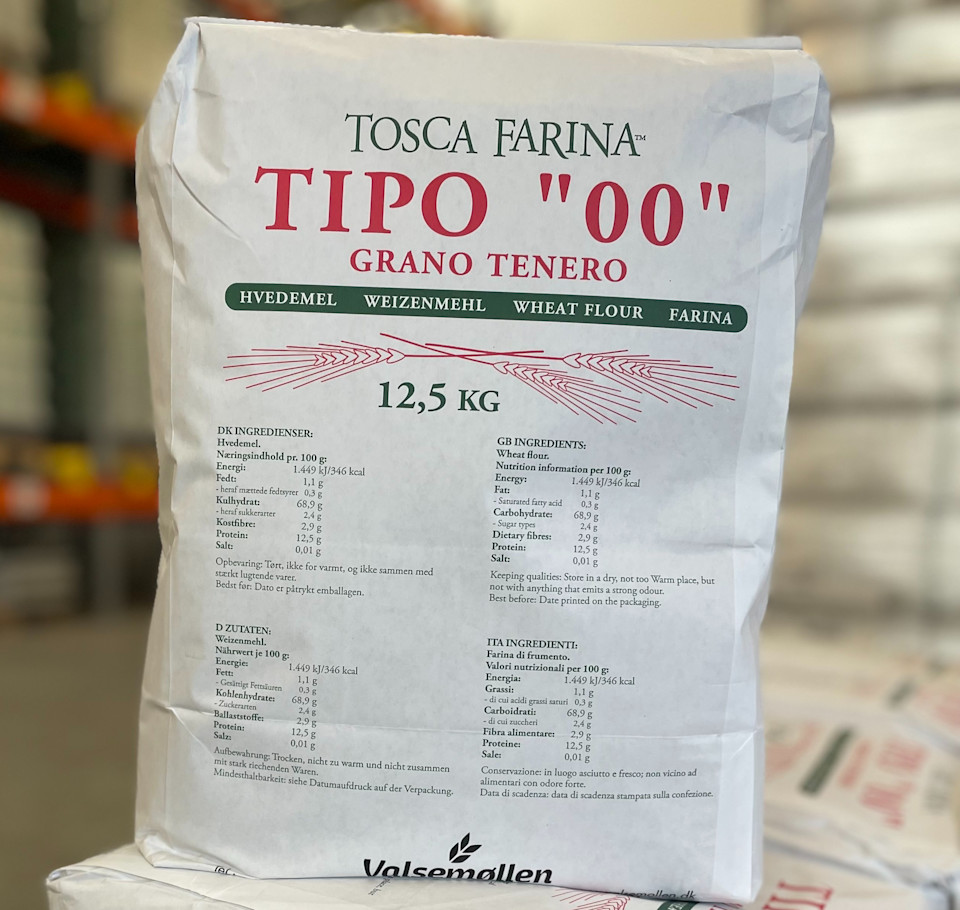 TOSCA FARINA™
TIPO "00"
GRANO TENERO
HVEDEMEL WEIZENMEHL WHEAT FLOUR FARINA
12,5 KG
DK INGREDIENSER:
Hvedemel.
Næringsindhold pr. 100 g:
Energi: 1.449 kJ/346 kcal
Fedt: 1,1 g
- heraf mættede fedtsyrer 0,3 g
Kulhydrat: 68,9 g
- heraf sukkerarter 2,4 g
Kostfibre: 2,9 g
Protein: 12,5 g
Salt: 0,01 g
Opbevaring: Tørt, ikke for varmt, og ikke sammen med
stærkt lugtende varer.
Bedst før: Dato er påtrykt emballagen.
GB INGREDIENTS:
Wheat flour.
Nutrition information per 100 g:
Energy: 1.449 kJ/346 kcal
Fat: 1,1 g
- Saturated fatty acid 0,3 g
Carbohydrate: 68,9 g
- Sugar types 2,4 g
Dietary fibres: 2,9 g
Protein: 12,5 g
Salt: 0,01 g
Keeping qualities: Store in a dry, not too Warm place, but
not with anything that emits a strong odour.
Best before: Date printed on the packaging.
D ZUTATEN:
Weizenmehl.
Nährwert je 100 g:
Energie: 1.449 kJ/346 kcal
Fett: 1,1 g
- Gesättigt Fettsäuren 0,3 g
Kohlenhydrate: 68,9 g
- Zuckerarten 2,4 g
Ballaststoffe: 2,9 g
Protein: 12,5 g
Salz: 0,01 g
Aufbewahrung: Trocken, nicht zu warm und nicht zusammen
mit stark riechenden Waren.
Mindesthaltbarkeit: siehe Datumaufdruck auf der Verpackung.
ITA INGREDIENTI:
Farina di frumento.
Valori nutrizionali per 100 g:
Energia: 1.449 kJ/346 kcal
Grassi: 1,1 g
- di cui acidi grassi saturi 0,3 g
Carboidrati: 68,9 g
- di cui zuccheri 2,4 g
Fibra alimentare: 2,9 g
Proteine: 12,5 g
Sale: 0,01 g
Conservazione: in luogo asciutto e fresco; non vicino ad
alimentari con odore forte.
Data di scadenza: data di scadenza stampata sulla confezione.
Valsemøllen